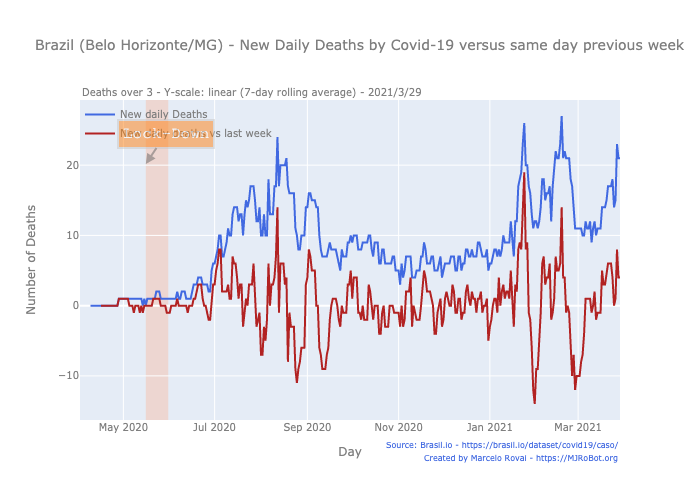 Brazil (Belo Horizonte/MG) - New Daily Deaths by Covid-19 versus same day previous week
Deaths over 3 - Y-scale: linear (7-day rolling average) - 2021/3/29
New daily Deaths
New daily deaths vs last week
Number of Deaths
20
10
0
−10
May 2020
Jul 2020
Sep 2020
Nov 2020
Jan 2021
Mar 2021
Day
Source: Brasil.io - https://brasil.io/dataset/covid19/caso/
Created by Marcelo Rovai - https://MJRoBot.org